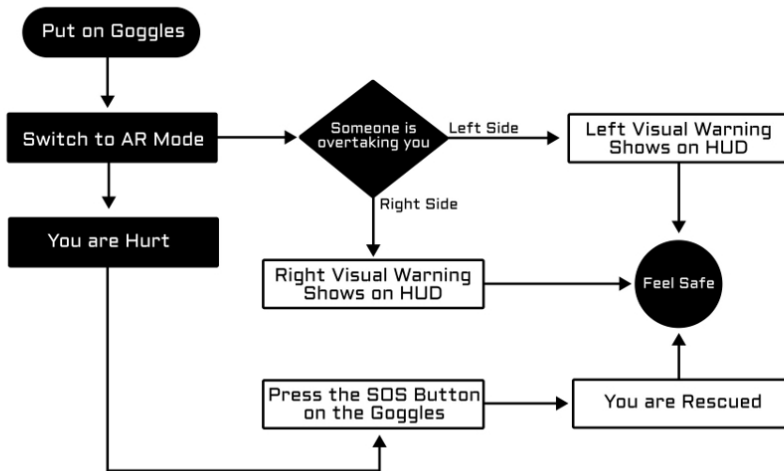 Put on Goggles
Switch to AR Mode
Someone is
overtaking you
Left Side
Left Visual Warning
Shows on HUD
Right Side
You are Hurt
Right Visual Warning
Shows on HUD
Feel Safe
Press the SOS Button
on the Goggles
You are Rescued